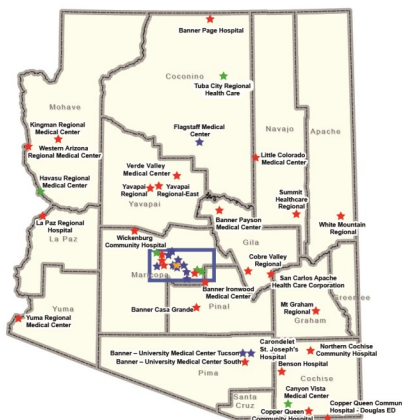 Banner Page Hospital
Coconino
Tuba City Regional
Health Care
Mohave
Kingman Regional
Medical Center
Western Arizona
Regional Medical Center
Flagstaff Medical
Center
Navajo
Apache
Verde Valley
Medical Center
Little Colorado
Medical Center
Havasu Regional
Medical Center
Yavapai
Regional
Yavapai
Regional-East
Yavapai
Summit
Healthcare
Regional
La Paz Regional
Hospital
La Paz
Banner Payson
Medical Center
White Mountain
Regional
Wickenburg
Community Hospital
Gila
Maricopa
Cobre Valley
Regional
San Carlos Apache
Health Care Corporation
Banner Ironwood
Medical Center
Greenlee
Yuma
Yuma Regional
Medical Center
Banner Casa Grande
Pinal
Mt Graham
Regional
Graham
Carondelet
St. Joseph's
Hospital
Northern Cochise
Community Hospital
Banner – University Medical Center Tucson
Banner – University Medical Center South
Benson Hospital
Pima
Cochise
Canyon Vista
Medical Center
Santa
Cruz
Copper Queen
Community Hospital
Copper Queen Commun
Hospital - Douglas ED